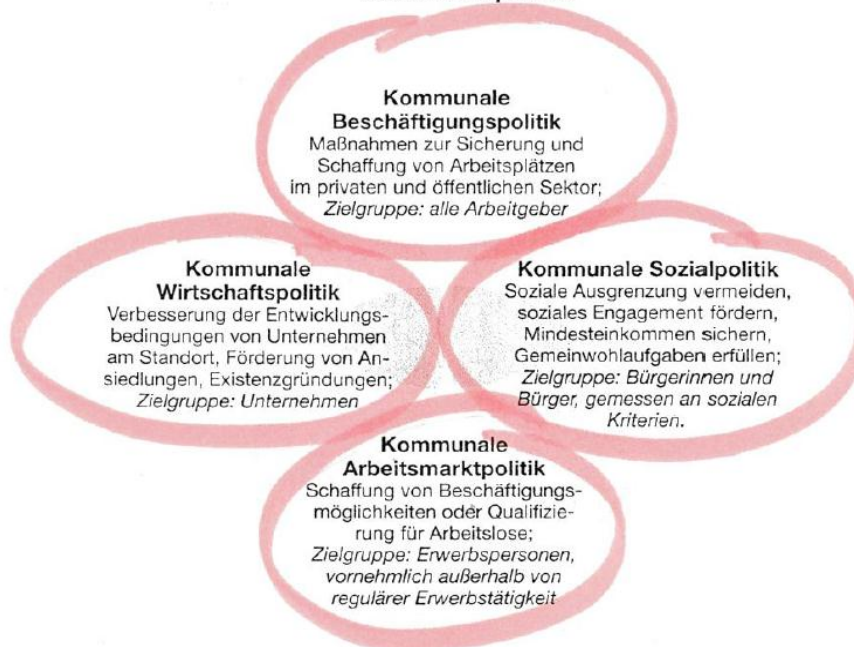 Kommunale
Beschäftigungspolitik
Maßnahmen zur Sicherung und
Schaffung von Arbeitsplätzen
im privaten und öffentlichen Sektor;
Zielgruppe: alle Arbeitgeber
Kommunale
Wirtschaftspolitik
Verbesserung der Entwicklungs-
bedingungen von Unternehmen
am Standort, Förderung von An-
siedlungen, Existenzgründungen;
Zielgruppe: Unternehmen
Kommunale Sozialpolitik
Soziale Ausgrenzung vermeiden,
soziales Engagement fördern,
Mindesteinkommen sichern,
Gemeinwohlaufgaben erfüllen;
Zielgruppe: Bürgerinnen und
Bürger, gemessen an sozialen
Kriterien.
Kommunale
Arbeitsmarktpolitik
Schaffung von Beschäftigungs-
möglichkeiten oder Qualifizie-
rung für Arbeitslose;
Zielgruppe: Erwerbspersonen,
vornehmlich außerhalb von
regulärer Erwerbstätigkeit